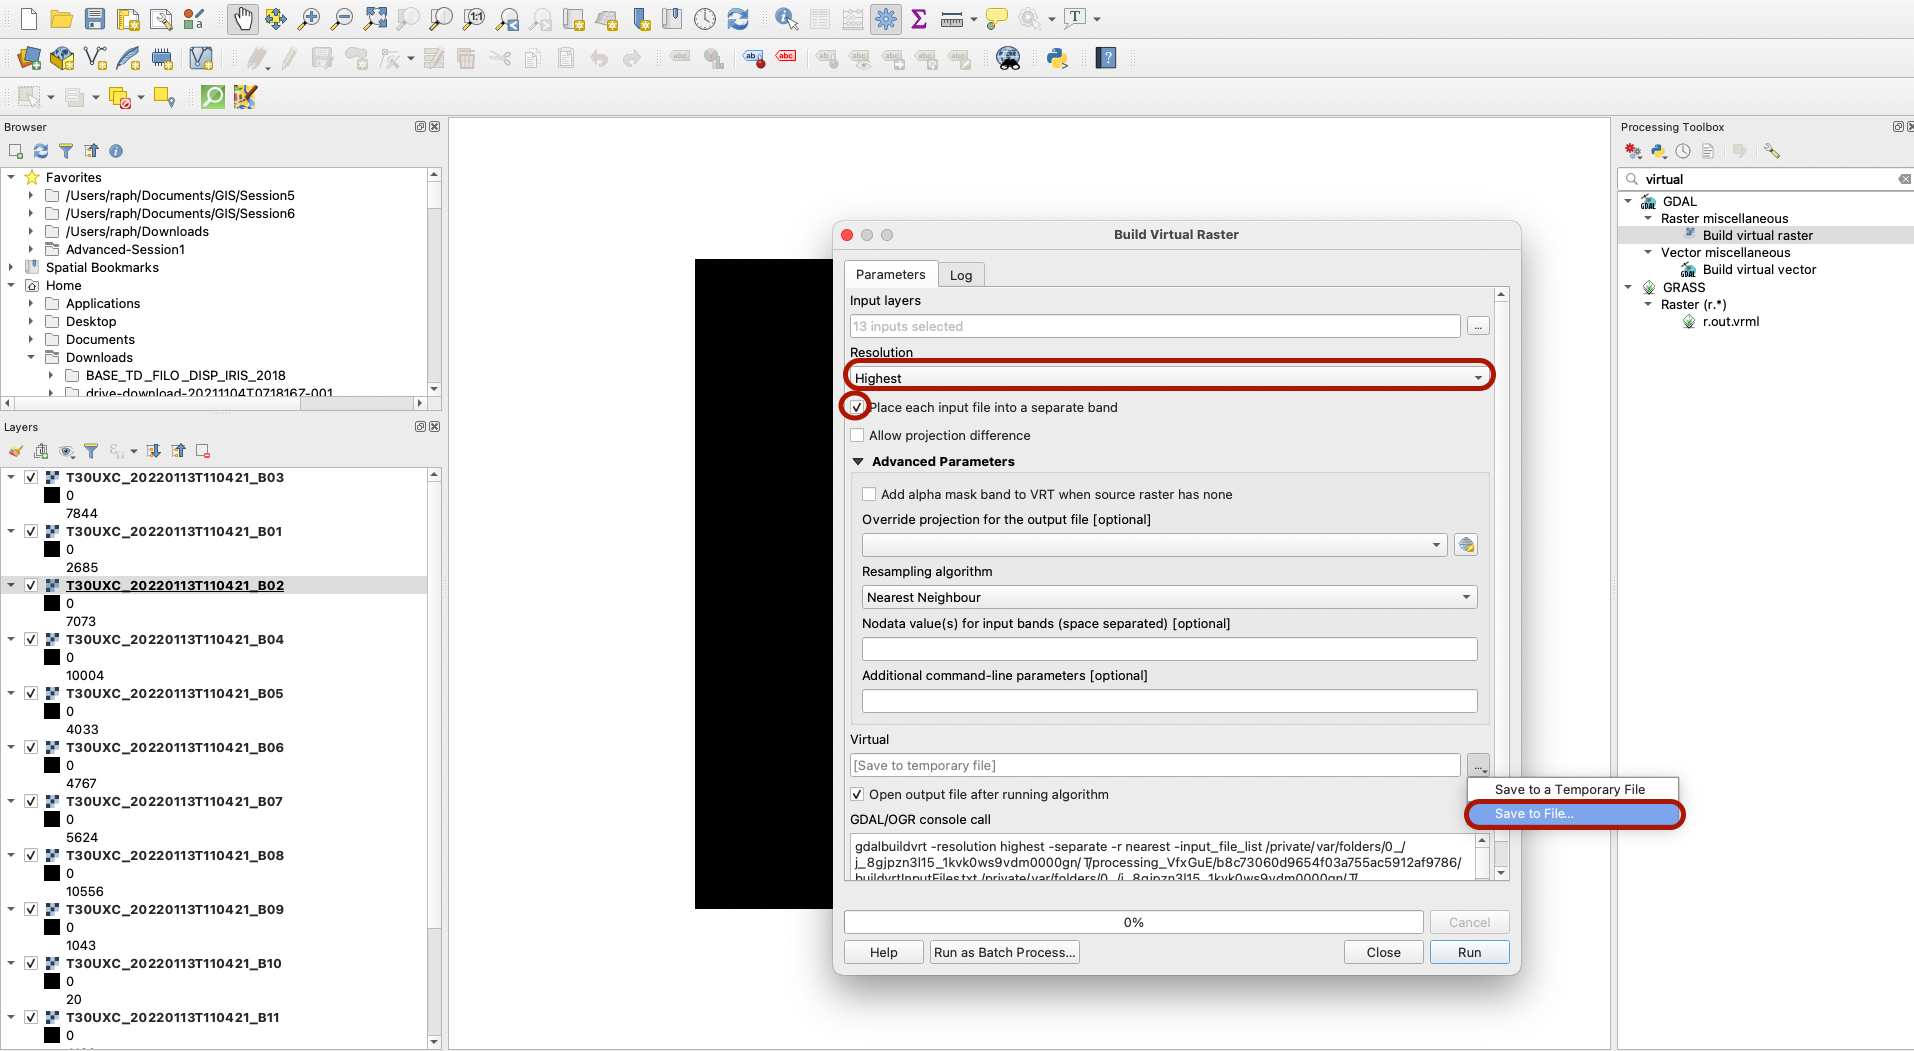 Browser
Favorites
/Users/raph/Documents/GIS/Session5
/Users/raph/Documents/GIS/Session6
/Users/raph/Downloads
Advanced-Session1
Spatial Bookmarks
Home
Applications
Desktop
Documents
Downloads
BASE_TD_FILO_DISP_IRIS_2018
drive-download-20211104T071816Z-001
Layers
T30UXC_20220113T110421_B03
0
7844
T30UXC_20220113T110421_B01
0
2685
T30UXC_20220113T110421_B02
0
7073
T30UXC_20220113T110421_B04
0
10004
T30UXC_20220113T110421_B05
0
4033
T30UXC_20220113T110421_B06
0
4767
T30UXC_20220113T110421_B07
0
5624
T30UXC_20220113T110421_B08
0
10556
T30UXC_20220113T110421_B09
0
1043
T30UXC_20220113T110421_B10
0
20
T30UXC_20220113T110421_B11
0
Build Virtual Raster
Parameters
Log
Input layers
13 inputs selected
...
Resolution
Highest
Place each input file into a separate band
Allow projection difference
Advanced Parameters
Add alpha mask band to VRT when source raster has none
Override projection for the output file [optional]
Resampling algorithm
Nearest Neighbour
Nodata value(s) for input bands (space separated) [optional]
Additional command-line parameters [optional]
Virtual
[Save to temporary file]
...
Save to a Temporary File
Save to File...
Open output file after running algorithm
GDAL/OGR console call
gdalbuildvrt -resolution highest -separate -r nearest -input_file_list /private/var/folders/0_/
j_8gjpzn3l15_1kvk0ws9vdm0000gn/T/processing_VfxGuE/b8c73060d9654f03a755ac5912af9786/
buildvrtInputFiles.txt /private/var/folders/0_/j_8gjpzn3l15_1kvk0ws9vdm0000gn/T/
0%
Cancel
Help
Run as Batch Process...
Close
Run
Processing Toolbox
virtual
GDAL
Raster miscellaneous
Build virtual raster
Vector miscellaneous
Build virtual vector
GRASS
Raster (r.*)
r.out.vrml